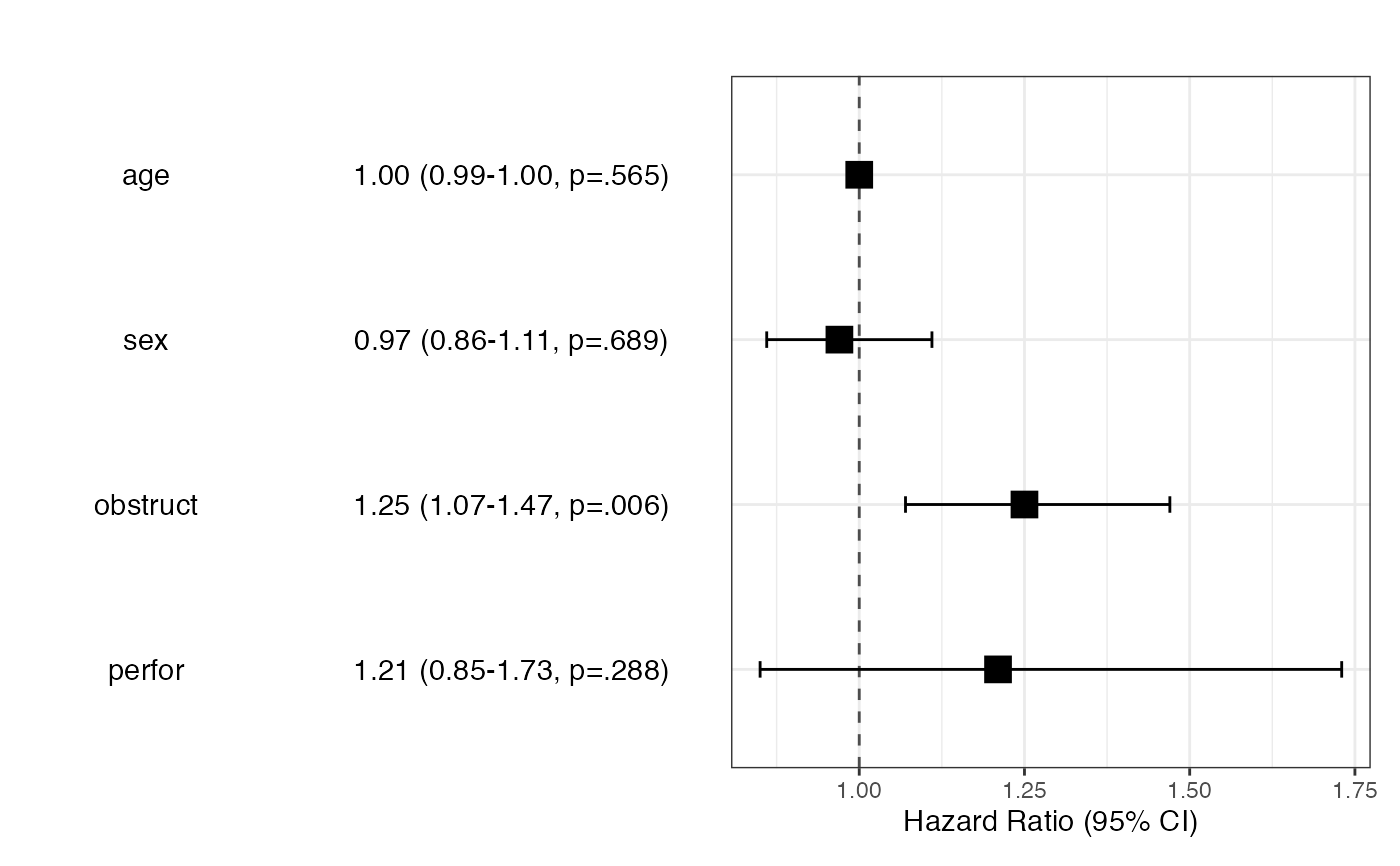 age 1.00 (0.99-1.00, p=.565)
sex 0.97 (0.86-1.11, p=.689)
obstruct 1.25 (1.07-1.47, p=.006)
perfor 1.21 (0.85-1.73, p=.288)
1.00 1.25 1.50 1.75
Hazard Ratio (95% CI)